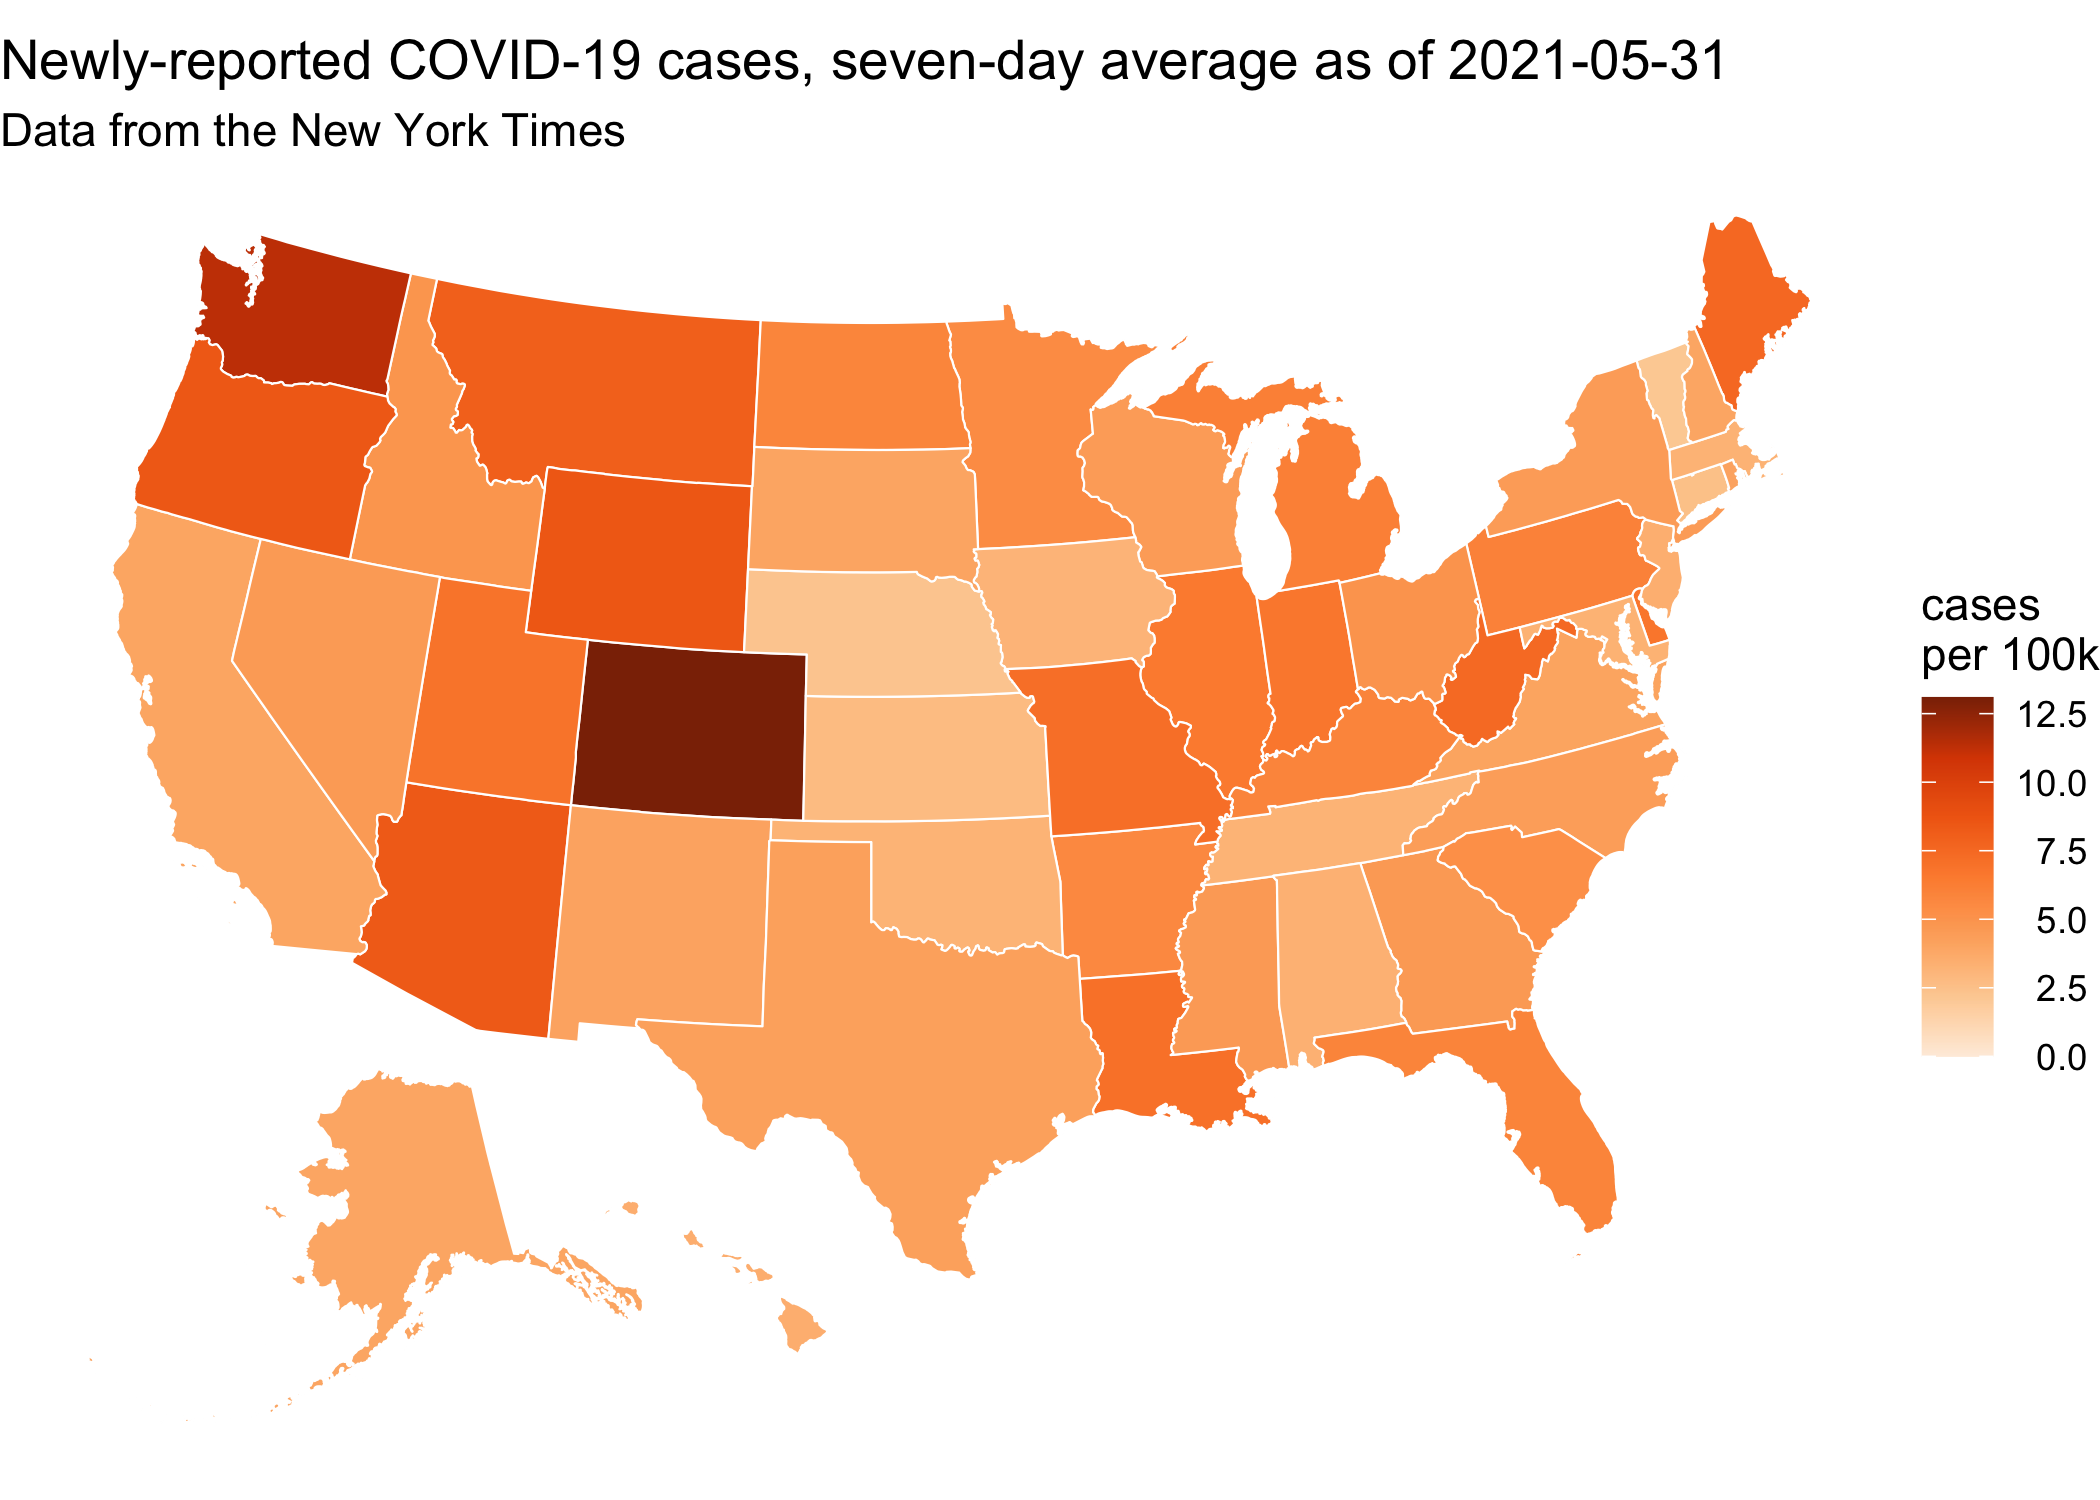 Newly-reported COVID-19 cases, seven-day average as of 2021-05-31
Data from the New York Times
cases
per 100k
12.5
10.0
7.5
5.0
2.5
0.0